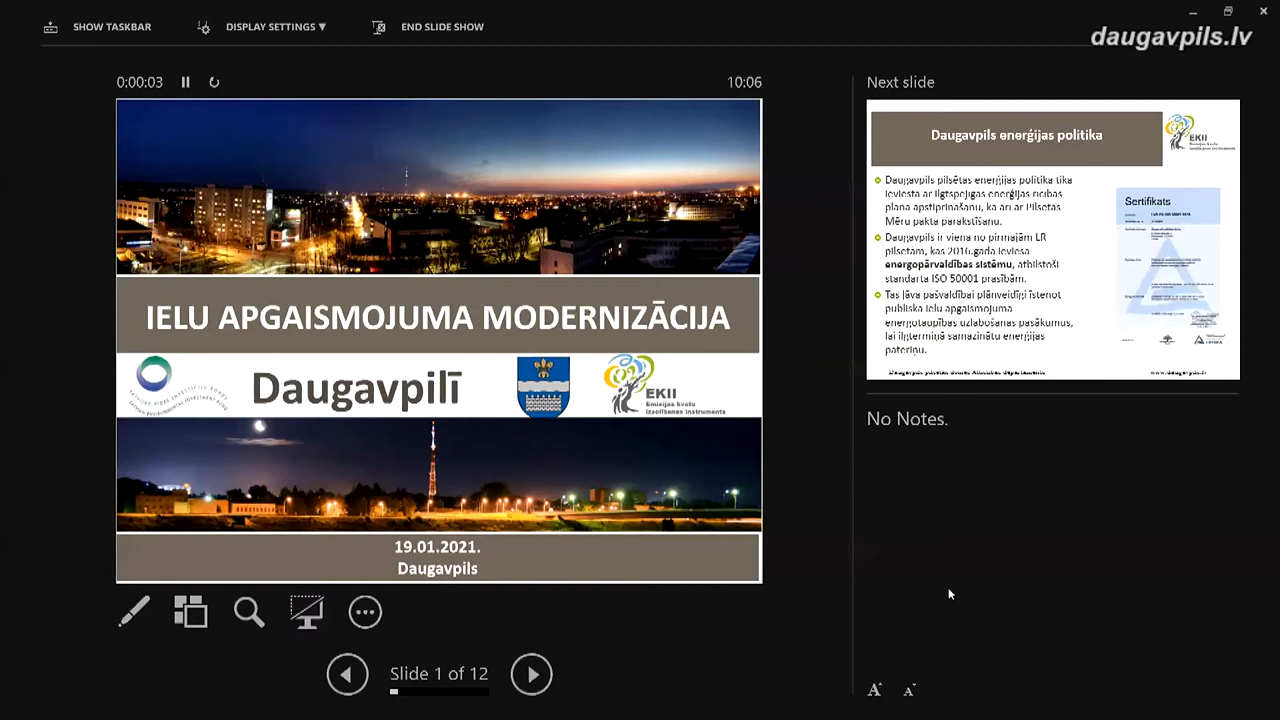 SHOW TASKBAR
DISPLAY SETTINGS ▼
END SLIDE SHOW
daugavpils.lv
0:00:03
10:06
IELU APGAISMOJUMA MODERNIZĀCIJA
Daugavpilī
EKII
Emisijas kvotu
izsolīšanas instruments
19.01.2021.
Daugavpils
Slide 1 of 12
Next slide
Daugavpils enerģijas politika
EKII
Daugavpils pilsētas enerģijas politika tika
ieviesta ar ilgtspējīgas enerģijas rīcības
plāna apstiprināšanu, kā arī ar Pilsētas
Mēru pakta parakstīšanu.
Daugavpils ir viena no pirmajām LR
pilsētām, kas 2016.gadā ieviesa
energopārvaldības sistēmu, atbilstoši
standarta ISO 50001 prasībām.
Tas ļāva pašvaldībai plānveidīgi īstenot
publiskā ielu apgaismojuma
energotaupības uzlabošanas pasākumus,
lai ilgtermiņā samazinātu enerģijas
patēriņu.
Sertifikāts
www.daugavpils.lv
No Notes.
A A